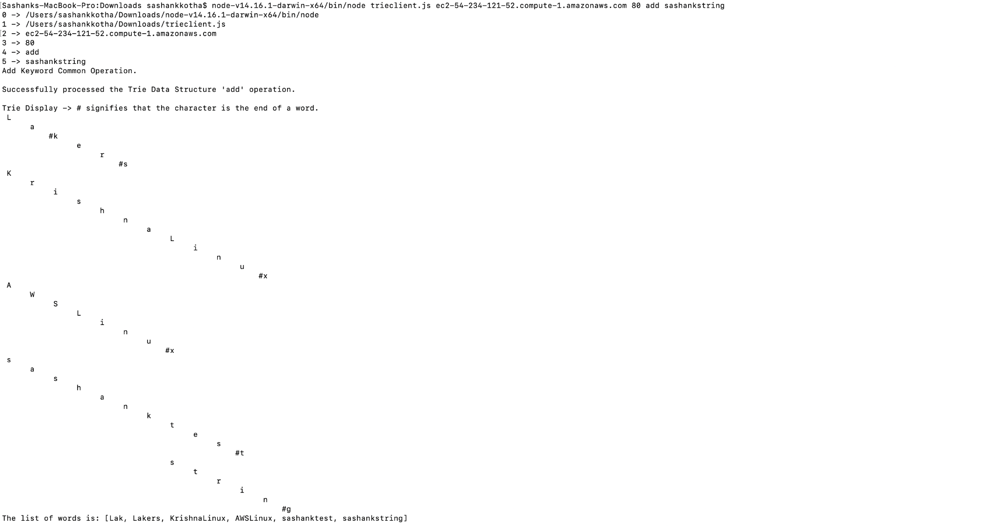 [Sashanks-MacBook-Pro:Downloads sashankkotha$ node-v14.16.1-darwin-x64/bin/node trieclient.js ec2-54-234-121-52.compute-1.amazonaws.com 80 add sashankstring
0 -> /Users/sashankkotha/Downloads/node-v14.16.1-darwin-x64/bin/node
1 -> /Users/sashankkotha/Downloads/trieclient.js
[2 -> ec2-54-234-121-52.compute-1.amazonaws.com
3 -> 80
4 -> add
5 -> sashankstring
Add Keyword Common Operation.
Successfully processed the Trie Data Structure 'add' operation.
Trie Display -> # signifies that the character is the end of a word.
L
a
#k
e
r
#s
K
r
i
s
h
n
a
L
i
n
u
#x
A
W
S
L
i
n
u
#x
s
a
s
h
a
n
k
t
e
s
#t
s
t
r
i
n
#g
The list of words is: [Lak, Lakers, KrishnaLinux, AWSLinux, sashanktest, sashankstring]